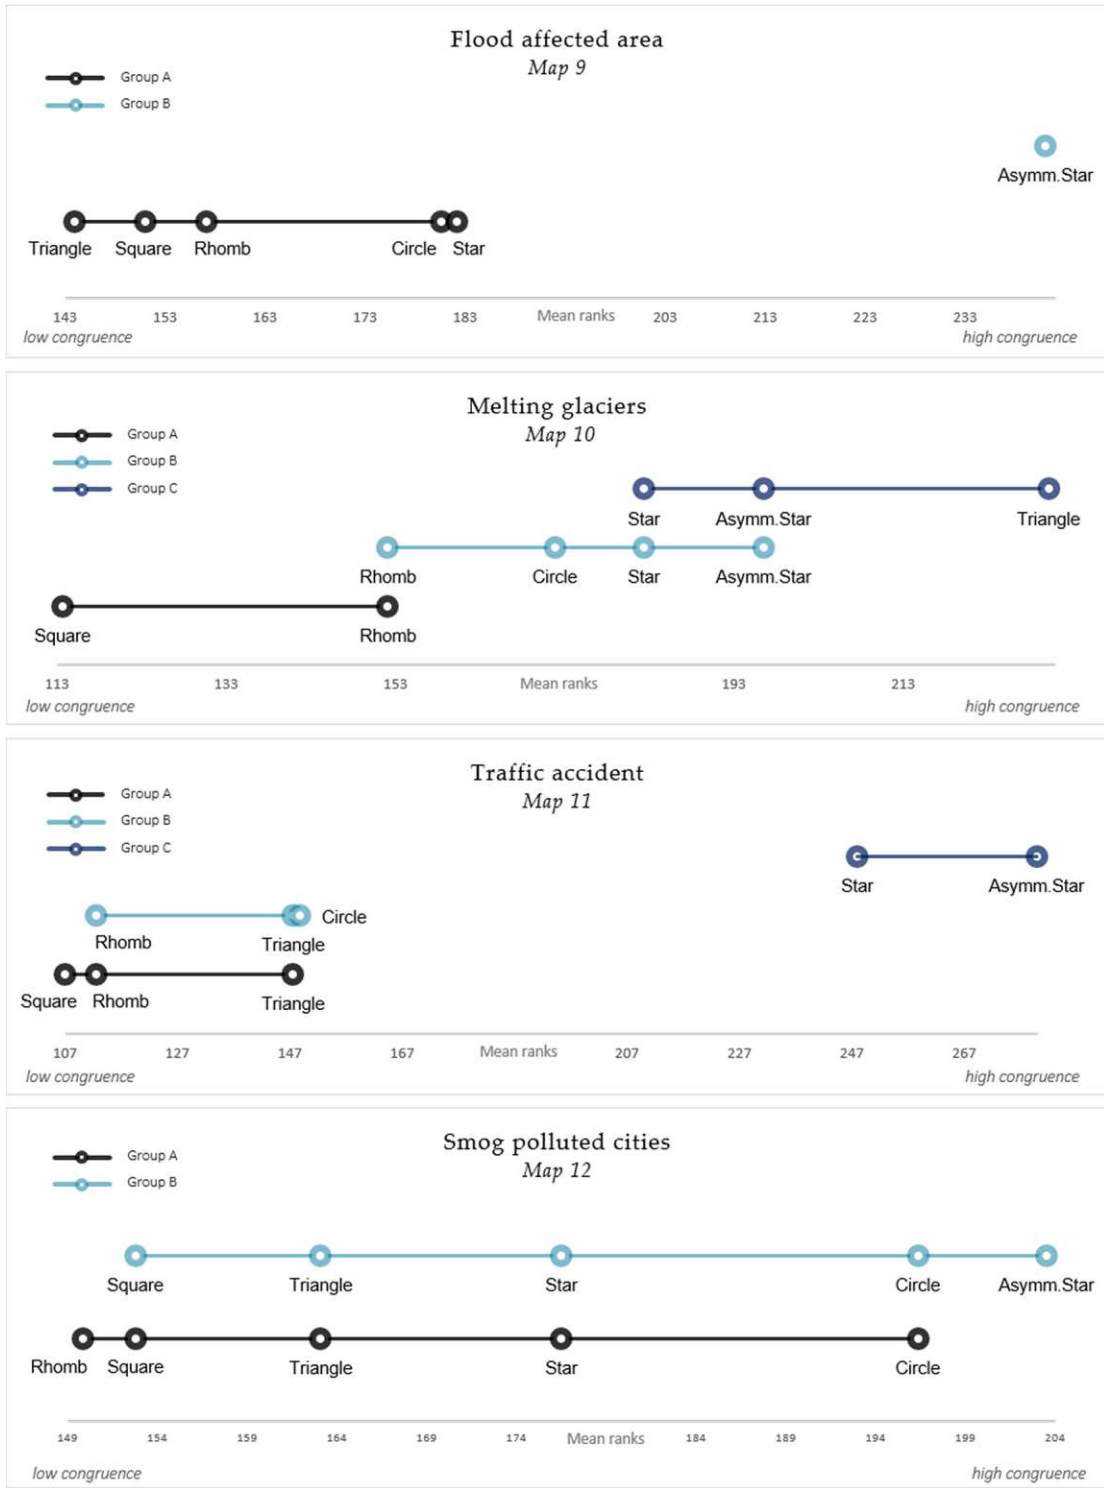 Flood affected area
Map 9
Group A
Group B
Asymm.Star
Triangle Square Rhomb Circle Star
143 153 163 173 183 Mean ranks 203 213 223 233
low congruence high congruence
Melting glaciers
Map 10
Group A
Group B
Group C
Star Asymm.Star Triangle
Rhomb Circle Star Asymm.Star
Square Rhomb
113 133 153 Mean ranks 193 213
low congruence high congruence
Traffic accident
Map 11
Group A
Group B
Group C
Star Asymm.Star
Circle
Rhomb Triangle
Square Rhomb Triangle
107 127 147 167 Mean ranks 207 227 247 267
low congruence high congruence
Smog polluted cities
Map 12
Group A
Group B
Square Triangle Star Circle Asymm.Star
Rhomb Square Triangle Star Circle
149 154 159 164 169 174 Mean ranks 184 189 194 199 204
low congruence high congruence